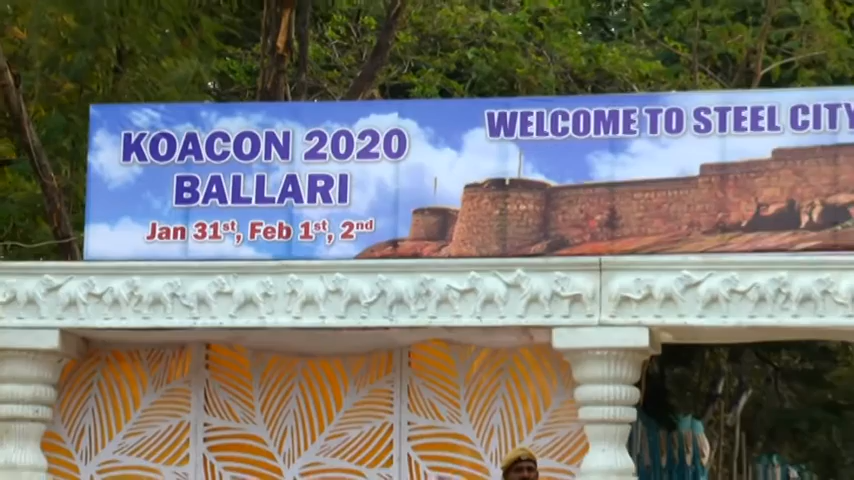 KOACON 2020
BALLARI
Jan 31st, Feb 1st, 2nd
WELCOME TO STEEL CITY